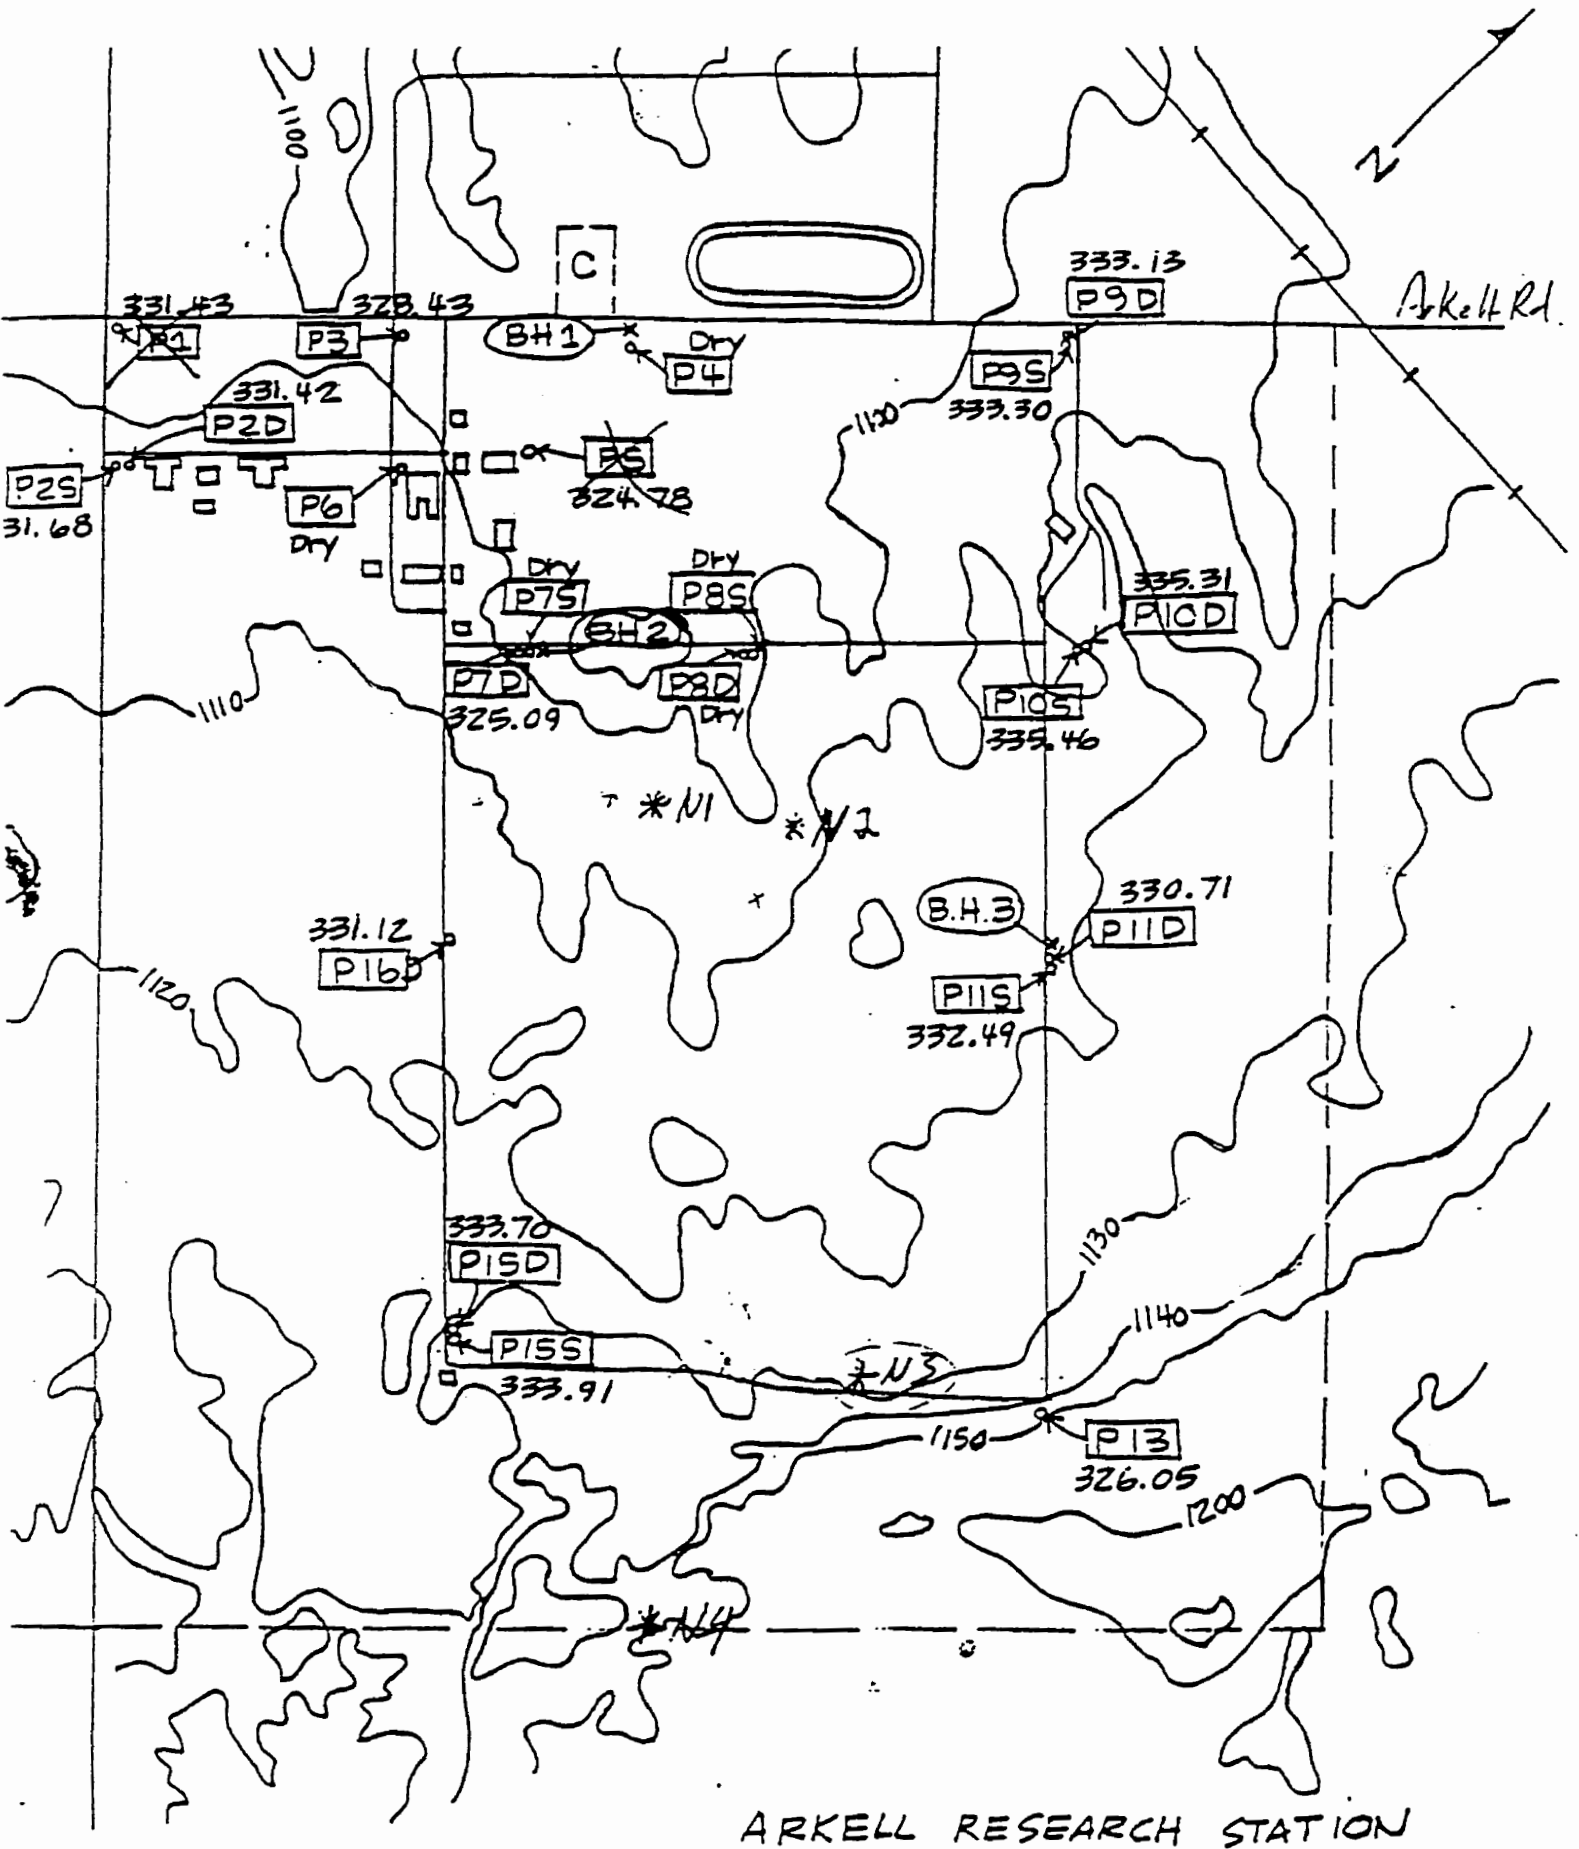 N
1100
C
Arkell Rd.
333.13
P9D
331.43
P1
328.43
P3
BH1
Dry
P4
P9S
333.30
331.42
P2D
1120
P2S
31.68
P6
Dry
P5
324.78
Dry
P7S
Dry
P8S
BH2
335.31
P10D
P7D
325.09
P8D
Dry
P10S
335.46
1110
N1
N2
B.H.3
330.71
P11D
331.12
P16
P11S
332.49
1120
333.70
P15D
1130
1140
P15S
333.91
N3
1150
P13
326.05
1200
N4
ARKELL RESEARCH STATION